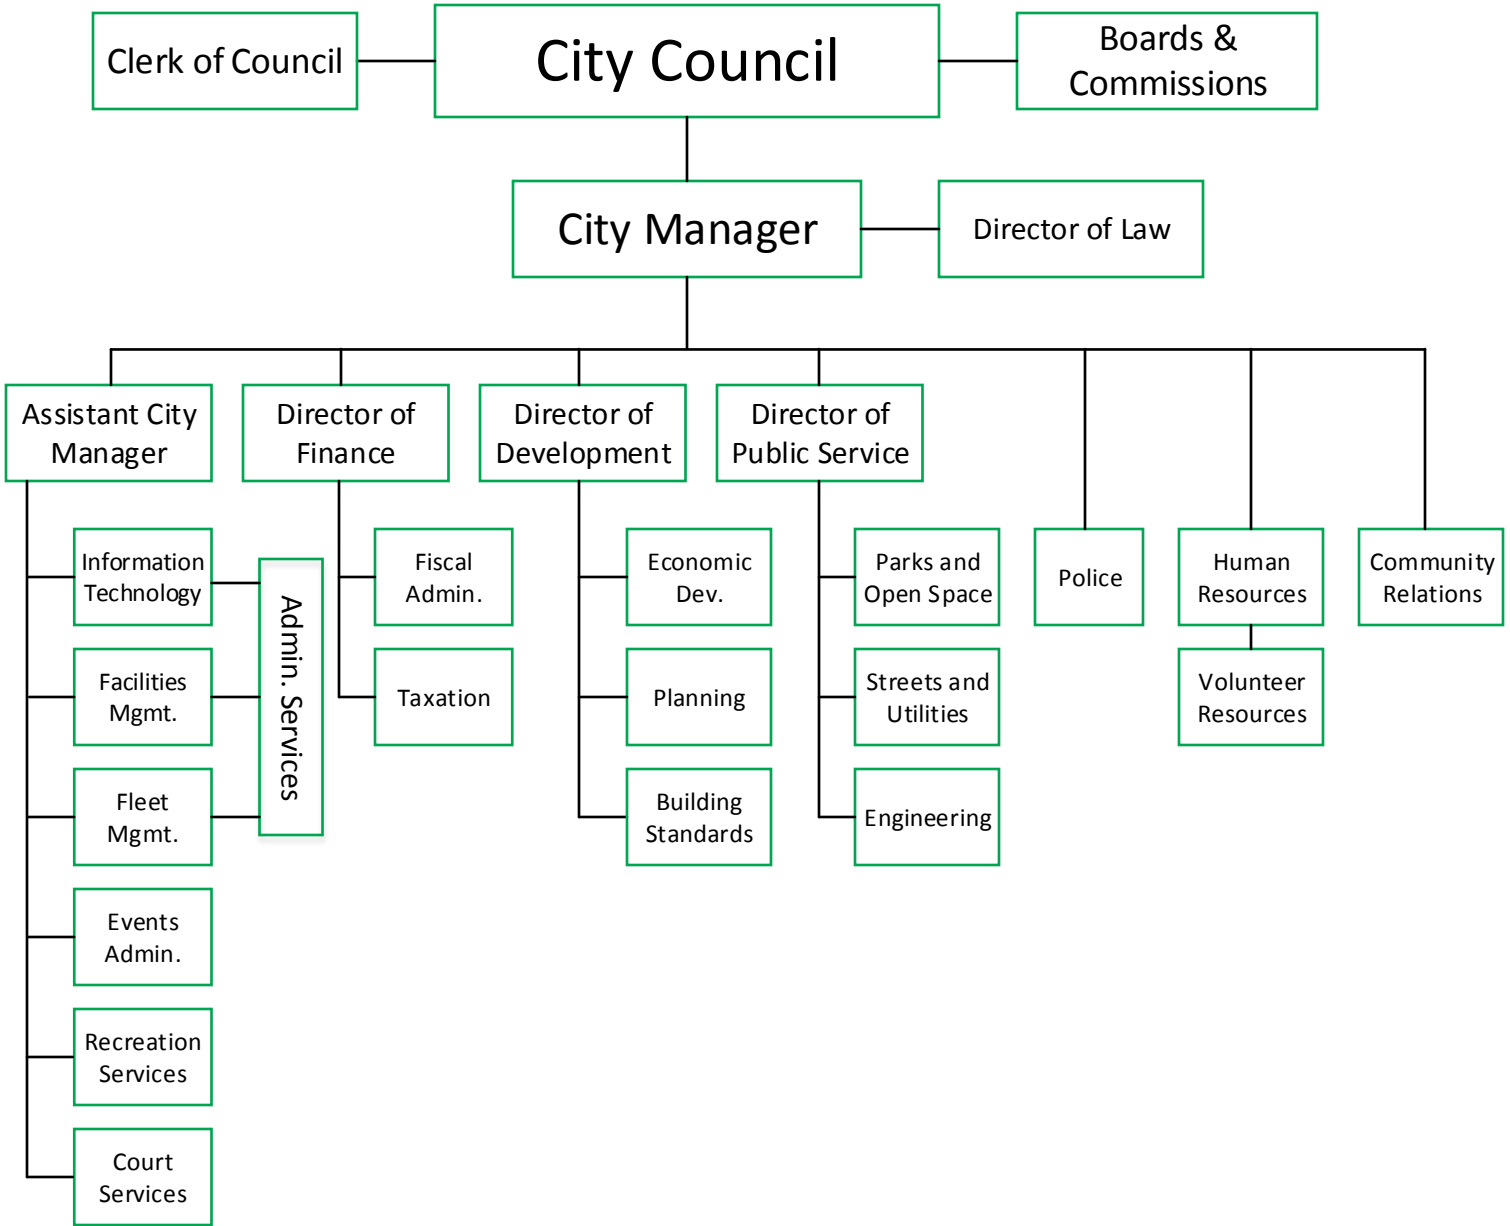 Clerk of Council
City Council
Boards &
Commissions
City Manager
Director of Law
Assistant City
Manager
Director of
Finance
Director of
Development
Director of
Public Service
Information
Technology
Facilities
Mgmt.
Fleet
Mgmt.
Events
Admin.
Recreation
Services
Court
Services
Admin. Services
Fiscal
Admin.
Taxation
Economic
Dev.
Planning
Building
Standards
Parks and
Open Space
Streets and
Utilities
Engineering
Police
Human
Resources
Volunteer
Resources
Community
Relations